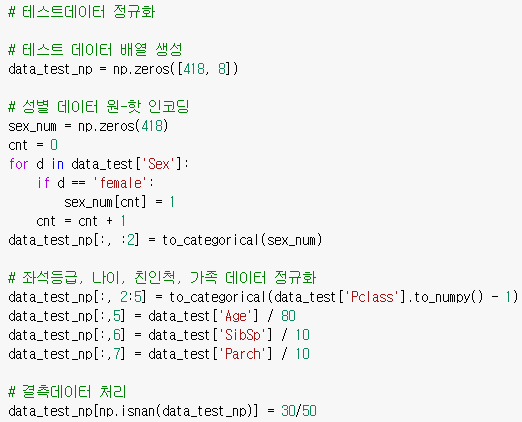 # 테스트데이터 정규화
# 테스트 데이터 배열 생성
data_test_np = np.zeros([418, 8])
# 성별 데이터 원-핫 인코딩
sex_num = np.zeros(418)
cnt = 0
for d in data_test['Sex']:
    if d == 'female':
        sex_num[cnt] = 1
    cnt = cnt + 1
data_test_np[:, :2] = to_categorical(sex_num)
# 좌석등급, 나이, 친인척, 가족 데이터 정규화
data_test_np[:, 2:5] = to_categorical(data_test['Pclass'].to_numpy() - 1)
data_test_np[:,5] = data_test['Age'] / 80
data_test_np[:,6] = data_test['SibSp'] / 10
data_test_np[:,7] = data_test['Parch'] / 10
# 결측데이터 처리
data_test_np[np.isnan(data_test_np)] = 30/50